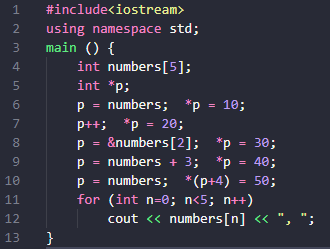 1 #include<iostream>
2 using namespace std;
3 main () {
4 int numbers[5];
5 int *p;
6 p = numbers;  *p = 10;
7 p++;  *p = 20;
8 p = &numbers[2];  *p = 30;
9 p = numbers + 3;  *p = 40;
10 p = numbers;  *(p+4) = 50;
11 for (int n=0; n<5; n++)
12 cout << numbers[n] << ", ";
13 }